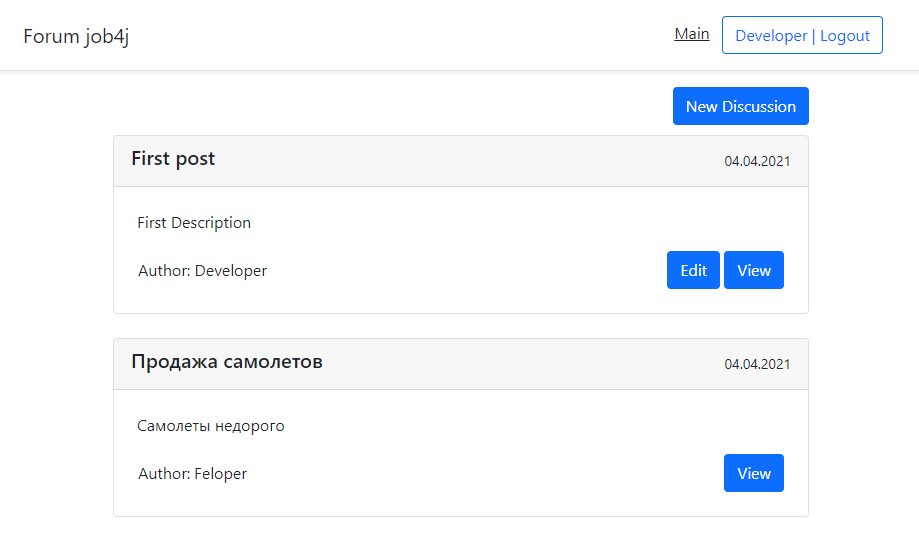 Forum job4j
Main
Developer | Logout
New Discussion
First post
04.04.2021
First Description
Author: Developer
Edit
View
Продажа самолетов
04.04.2021
Самолеты недорого
Author: Feloper
View